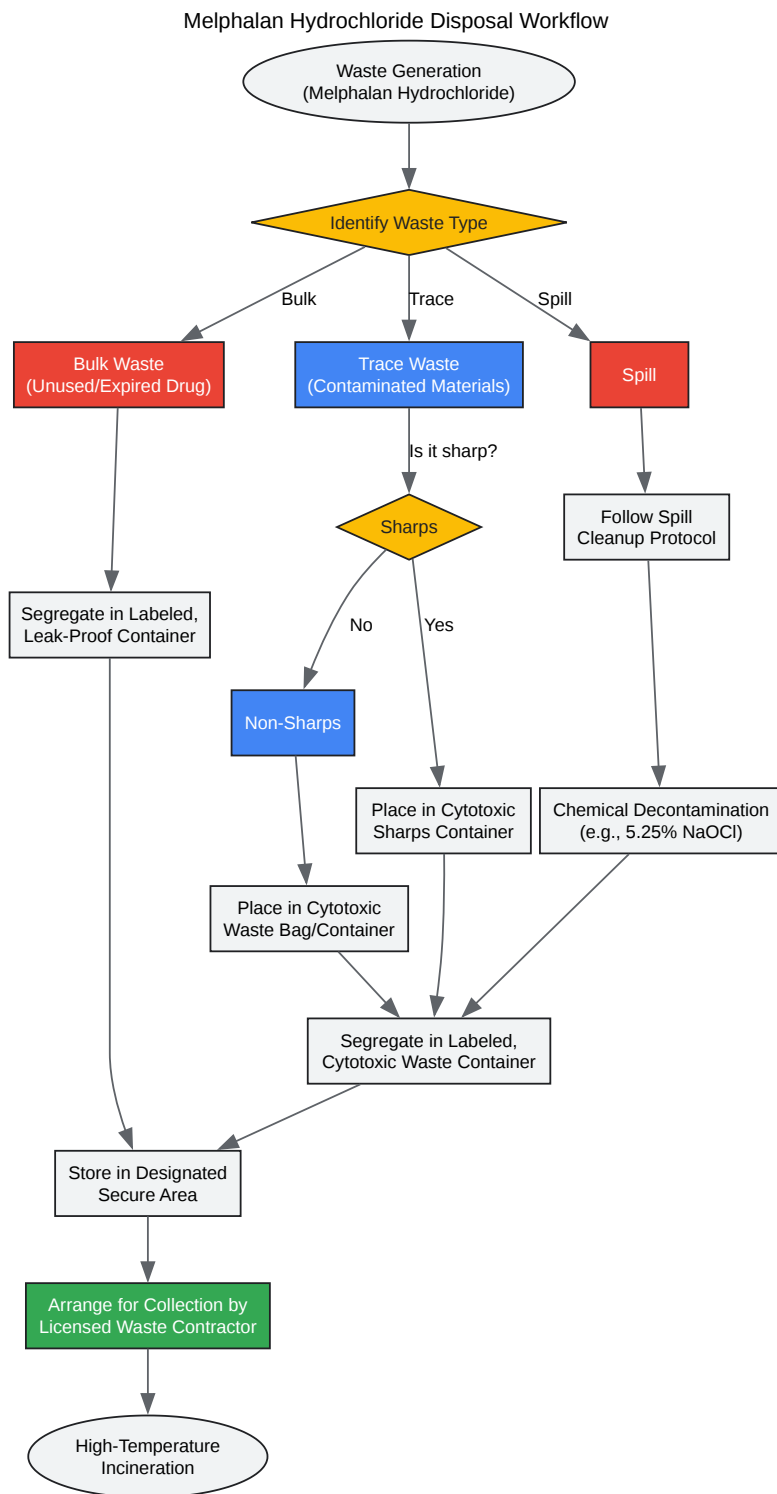 Melphalan Hydrochloride Disposal Workflow
Waste Generation
(Melphalan Hydrochloride)
Identify Waste Type
Bulk
Trace
Spill
Bulk Waste
(Unused/Expired Drug)
Trace Waste
(Contaminated Materials)
Spill
Is it sharp?
Sharps
Follow Spill
Cleanup Protocol
Segregate in Labeled,
Leak-Proof Container
No
Yes
Non-Sharps
Place in Cytotoxic
Sharps Container
Chemical Decontamination
(e.g., 5.25% NaOCl)
Place in Cytotoxic
Waste Bag/Container
Segregate in Labeled,
Cytotoxic Waste Container
Store in Designated
Secure Area
Arrange for Collection by
Licensed Waste Contractor
High-Temperature
Incineration